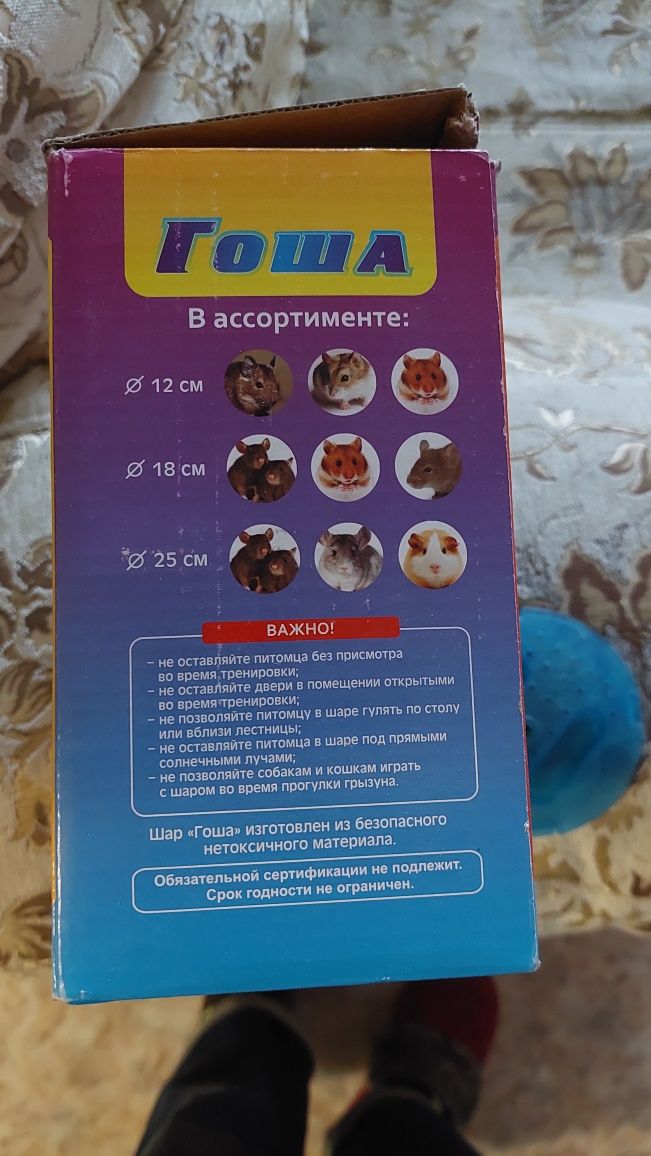 Гоша
В ассортименте:
⌀ 12 см
⌀ 18 см
⌀ 25 см
ВАЖНО!
– не оставляйте питомца без присмотра
во время тренировки;
– не оставляйте двери в помещении открытыми
во время тренировки;
– не позволяйте питомцу в шаре гулять по столу
или вблизи лестницы;
– не оставляйте питомца в шаре под прямыми
солнечными лучами;
– не позволяйте собакам и кошкам играть
с шаром во время прогулки грызуна.
Шар «Гоша» изготовлен из безопасного
нетоксичного материала.
Обязательной сертификации не подлежит.
Срок годности не ограничен.